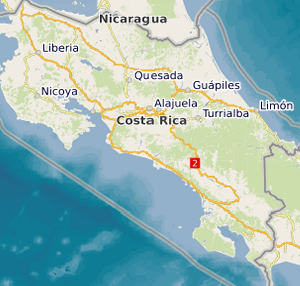 Nicaragua
Liberia
Quesada
Guápiles
Nicoya
Alajuela
Limón
Turrialba
Costa Rica
2